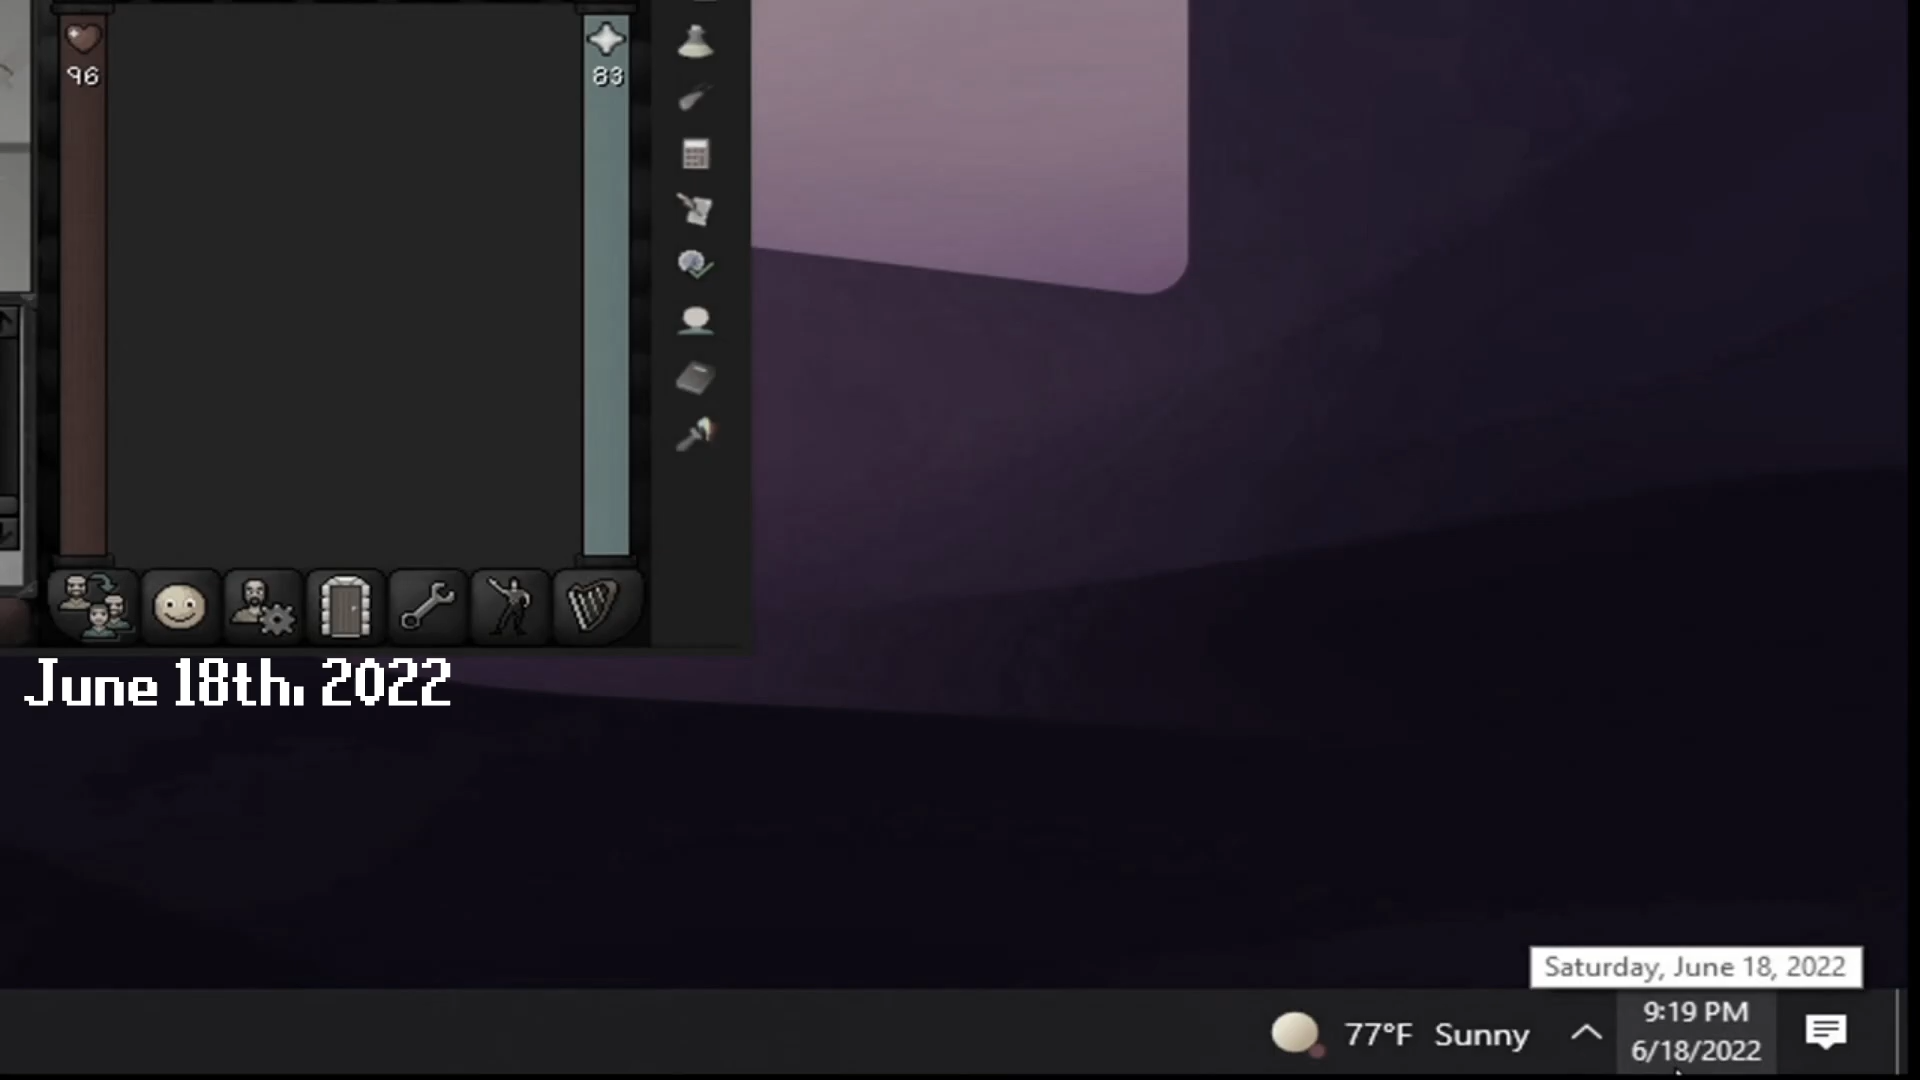 96
83
June 18th, 2022
Saturday, June 18, 2022
77°F Sunny
9:19 PM
6/18/2022